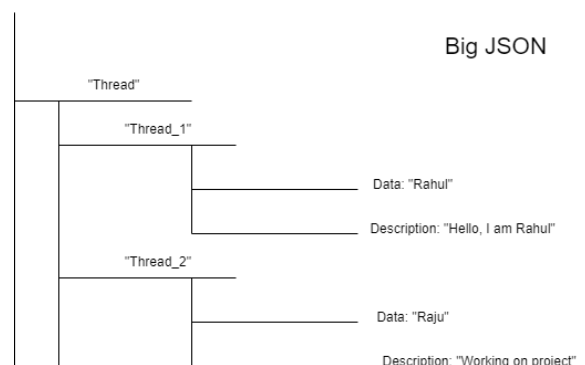 Big JSON
"Thread"
"Thread_1"
Data: "Rahul"
Description: "Hello, I am Rahul"
"Thread_2"
Data: "Raju"
Description: "Working on project"